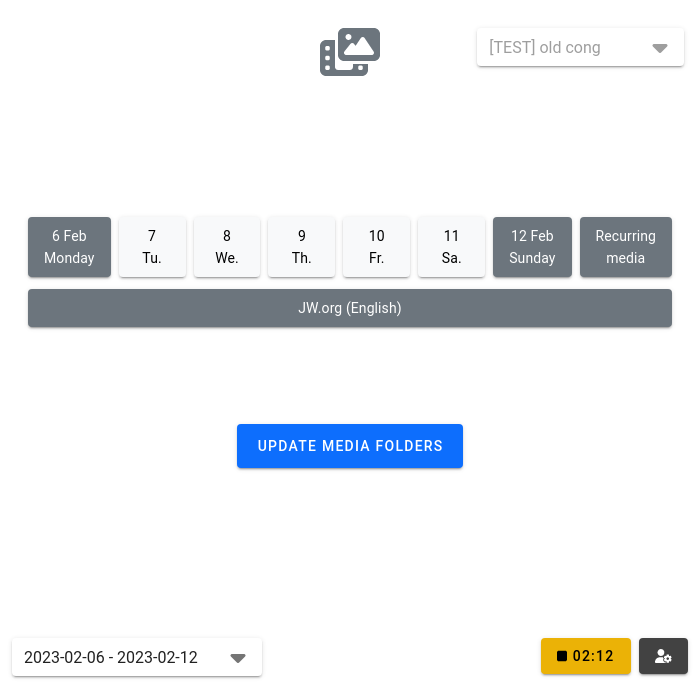 [TEST] old cong
6 Feb
Monday
7
Tu.
8
We.
9
Th.
10
Fr.
11
Sa.
12 Feb
Sunday
Recurring
media
JW.org (English)
UPDATE MEDIA FOLDERS
2023-02-06 - 2023-02-12
02:12